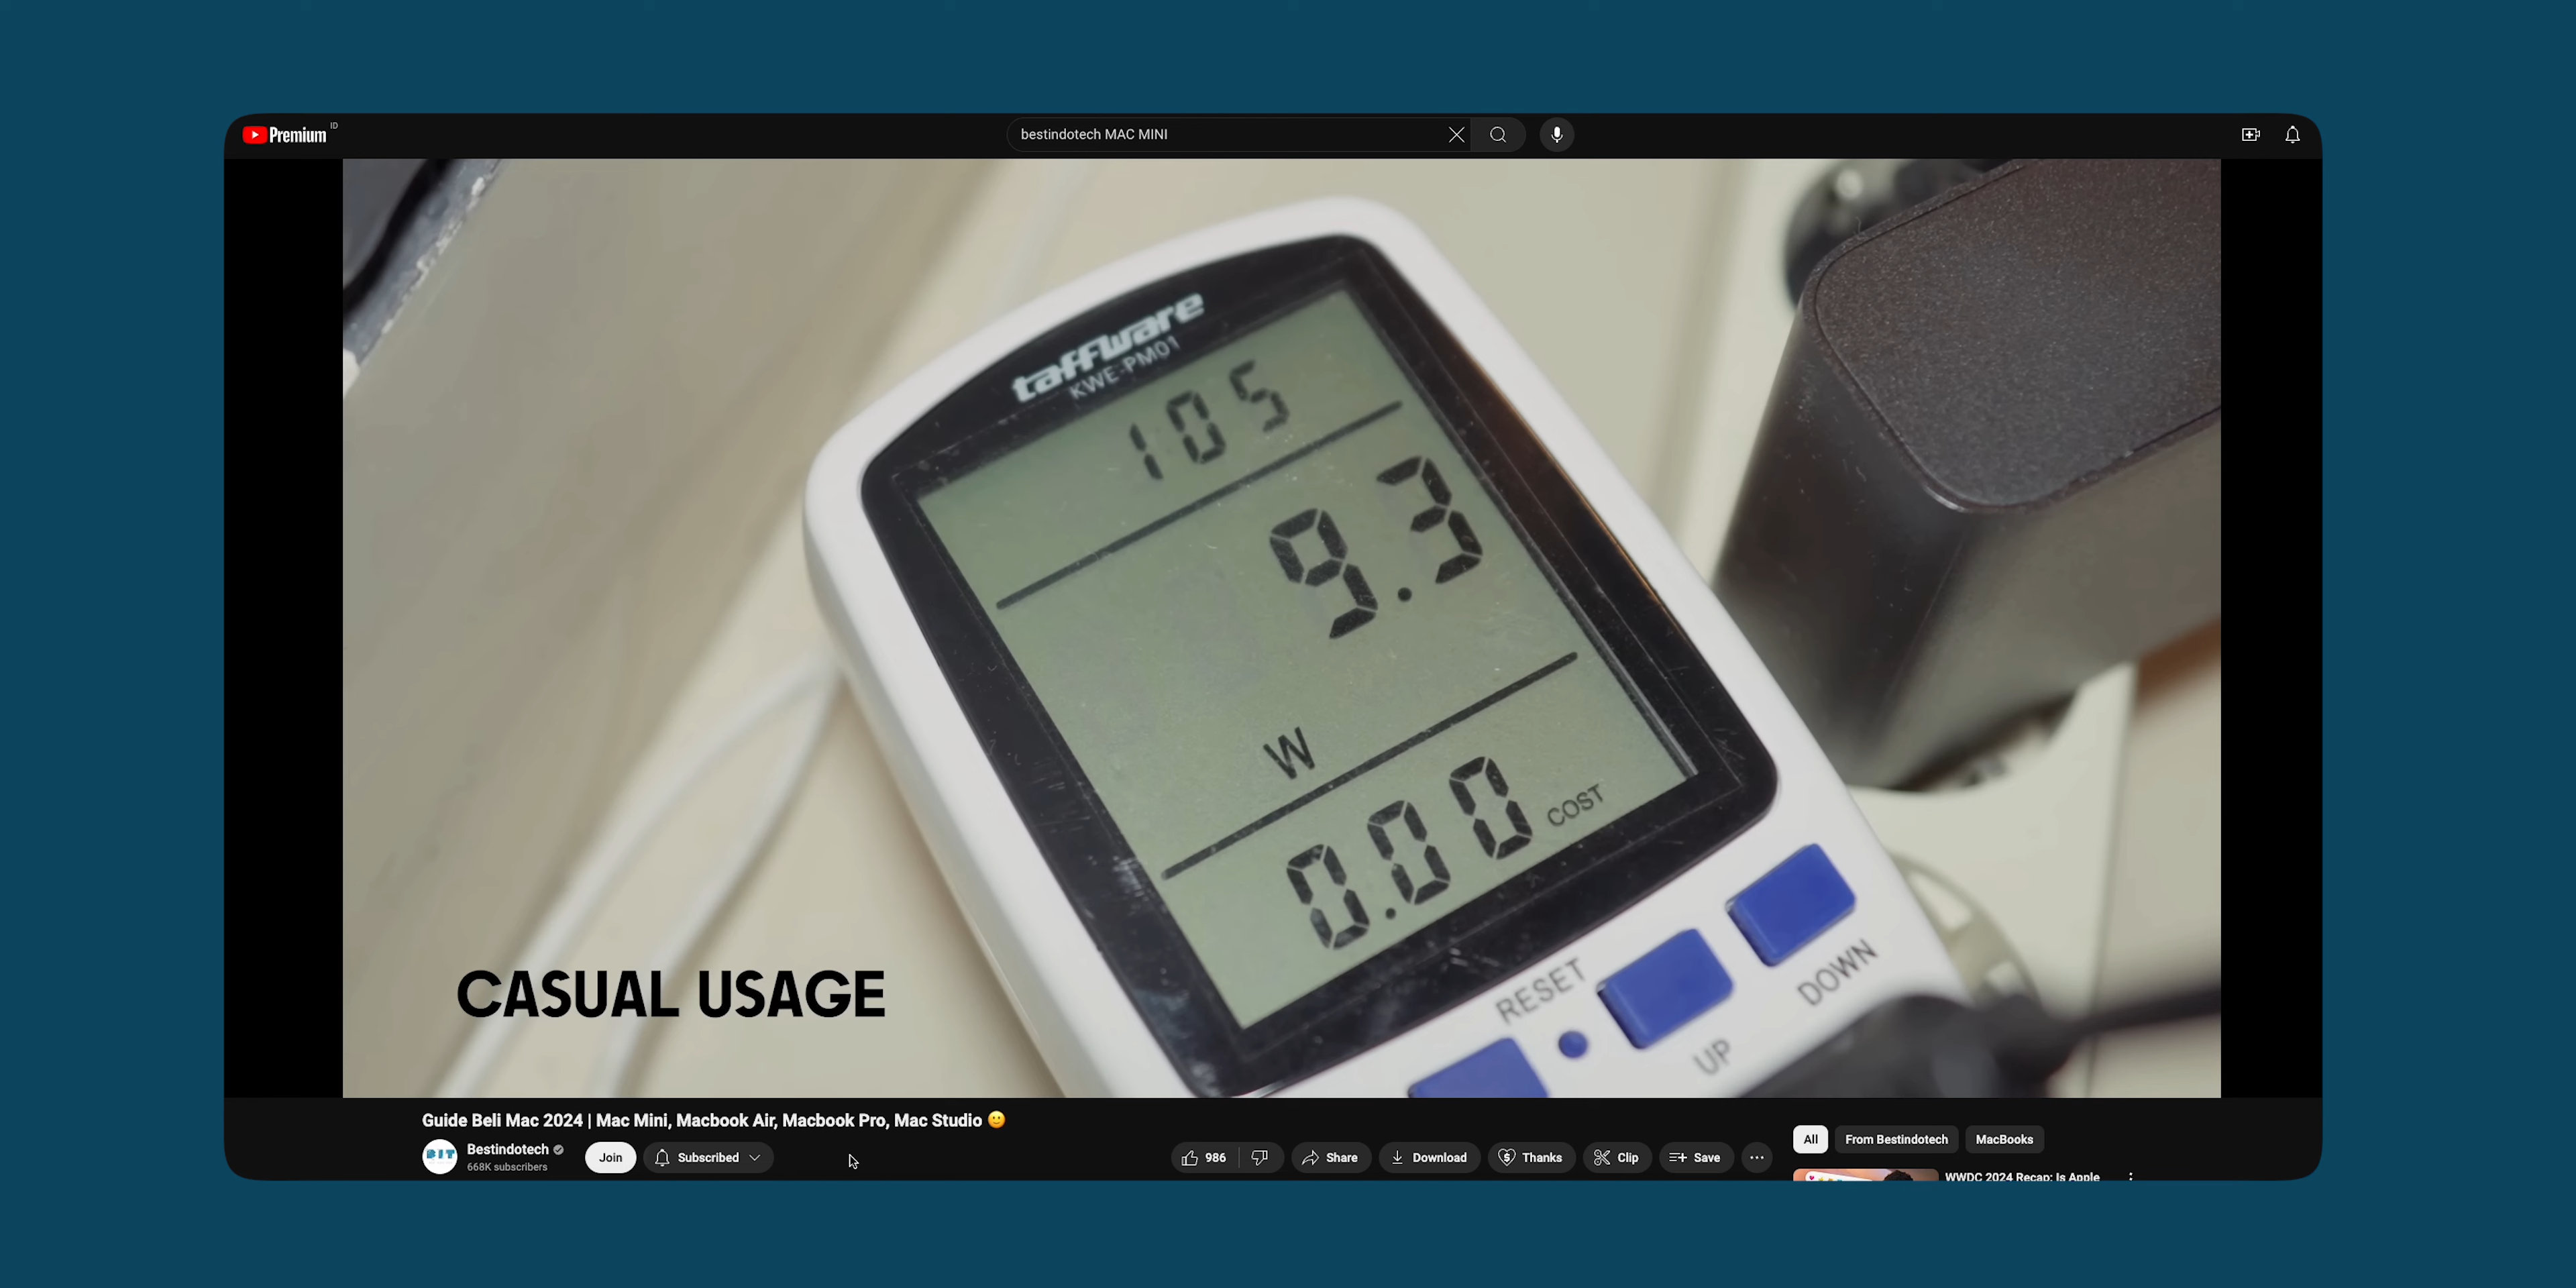 Premium ID
bestindotech MAC MINI
taffware
KWE-PM01
105
9.3
W
0.00 COST
RESET
UP
DOWN
CASUAL USAGE
Guide Beli Mac 2024 | Mac Mini, Macbook Air, Macbook Pro, Mac Studio 🙂
BIT
Bestindotech
668K subscribers
Join
Subscribed
986
Share
Download
Thanks
Clip
Save
All
From Bestindotech
MacBooks
WWDC 2024 Recap: Is Apple